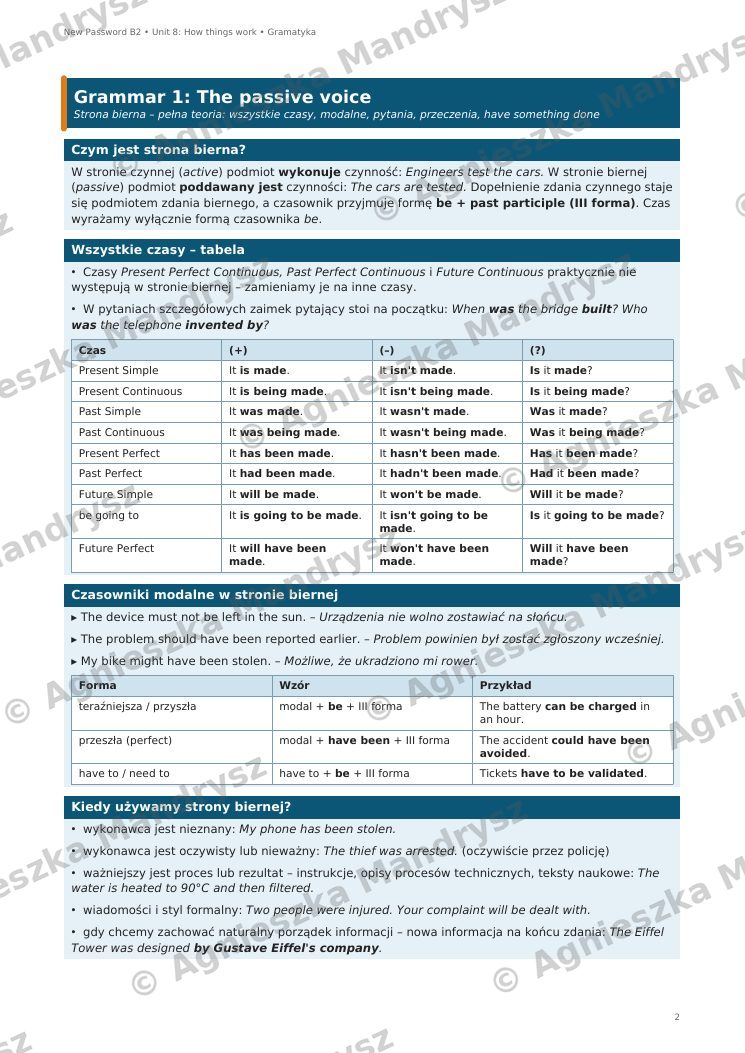 New Password B2 • Unit 8: How things work • Gramatyka
Grammar 1: The passive voice
Strona bierna – pełna teoria: wszystkie czasy, modalne, pytania, przeczenia, have something done
Czym jest strona bierna?
W stronie czynnej (active) podmiot wykonuje czynność: Engineers test the cars. W stronie biernej
(passive) podmiot poddawany jest czynności: The cars are tested. Dopełnienie zdania czynnego staje
się podmiotem zdania biernego, a czasownik przyjmuje formę be + past participle (III forma). Czas
wyrażamy wyłącznie formą czasownika be.
Wszystkie czasy – tabela
• Czasy Present Perfect Continuous, Past Perfect Continuous i Future Continuous praktycznie nie
występują w stronie biernej – zamieniamy je na inne czasy.
• W pytaniach szczegółowych zaimek pytający stoi na początku: When was the bridge built? Who
was the telephone invented by?
Czas (+) (–) (?)
Present Simple It is made. It isn't made. Is it made?
Present Continuous It is being made. It isn't being made. Is it being made?
Past Simple It was made. It wasn't made. Was it made?
Past Continuous It was being made. It wasn't being made. Was it being made?
Present Perfect It has been made. It hasn't been made. Has it been made?
Past Perfect It had been made. It hadn't been made. Had it been made?
Future Simple It will be made. It won't be made. Will it be made?
be going to It is going to be made. It isn't going to be made. Is it going to be made?
Future Perfect It will have been made. It won't have been made. Will it have been made?
Czasowniki modalne w stronie biernej
▸ The device must not be left in the sun. – Urządzenia nie wolno zostawiać na słońcu.
▸ The problem should have been reported earlier. – Problem powinien był zostać zgłoszony wcześniej.
▸ My bike might have been stolen. – Możliwe, że ukradziono mi rower.
Forma Wzór Przykład
teraźniejsza / przyszła modal + be + III forma The battery can be charged in an hour.
przeszła (perfect) modal + have been + III forma The accident could have been avoided.
have to / need to have to + be + III forma Tickets have to be validated.
Kiedy używamy strony biernej?
• wykonawca jest nieznany: My phone has been stolen.
• wykonawca jest oczywisty lub nieważny: The thief was arrested. (oczywiście przez policję)
• ważniejszy jest proces lub rezultat – instrukcje, opisy procesów technicznych, teksty naukowe: The
water is heated to 90°C and then filtered.
• wiadomości i styl formalny: Two people were injured. Your complaint will be dealt with.
• gdy chcemy zachować naturalny porządek informacji – nowa informacja na końcu zdania: The Eiffel
Tower was designed by Gustave Eiffel's company.
2
© Agnieszka Mandrysz